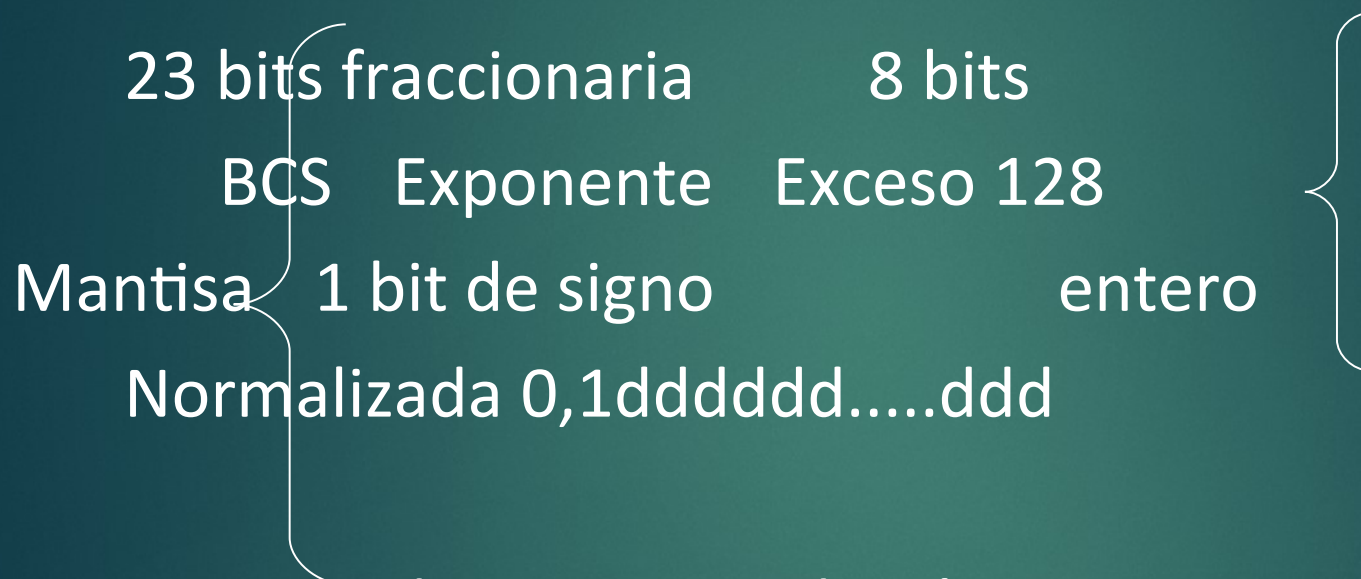 23 bits fraccionaria 8 bits
BCS Exponente Exceso 128
Mantisa 1 bit de signo entero
Normalizada 0,1dddddd.....ddd